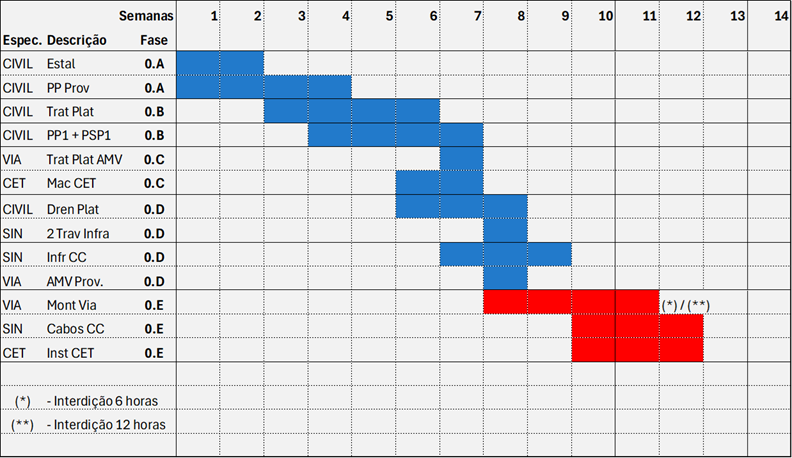 Semanas 1 2 3 4 5 6 7 8 9 10 11 12 13 14
Espec. Descrição Fase
CIVIL Estal 0.A
CIVIL PP Prov 0.A
CIVIL Trat Plat 0.B
CIVIL PP1 + PSP1 0.B
VIA Trat Plat AMV 0.C
CET Mac CET 0.C
CIVIL Dren Plat 0.D
SIN 2 Trav Infra 0.D
SIN Infr CC 0.D
VIA AMV Prov. 0.D
VIA Mont Via 0.E (*) / (**)
SIN Cabos CC 0.E
CET Inst CET 0.E
(*) - Interdição 6 horas
(**) - Interdição 12 horas